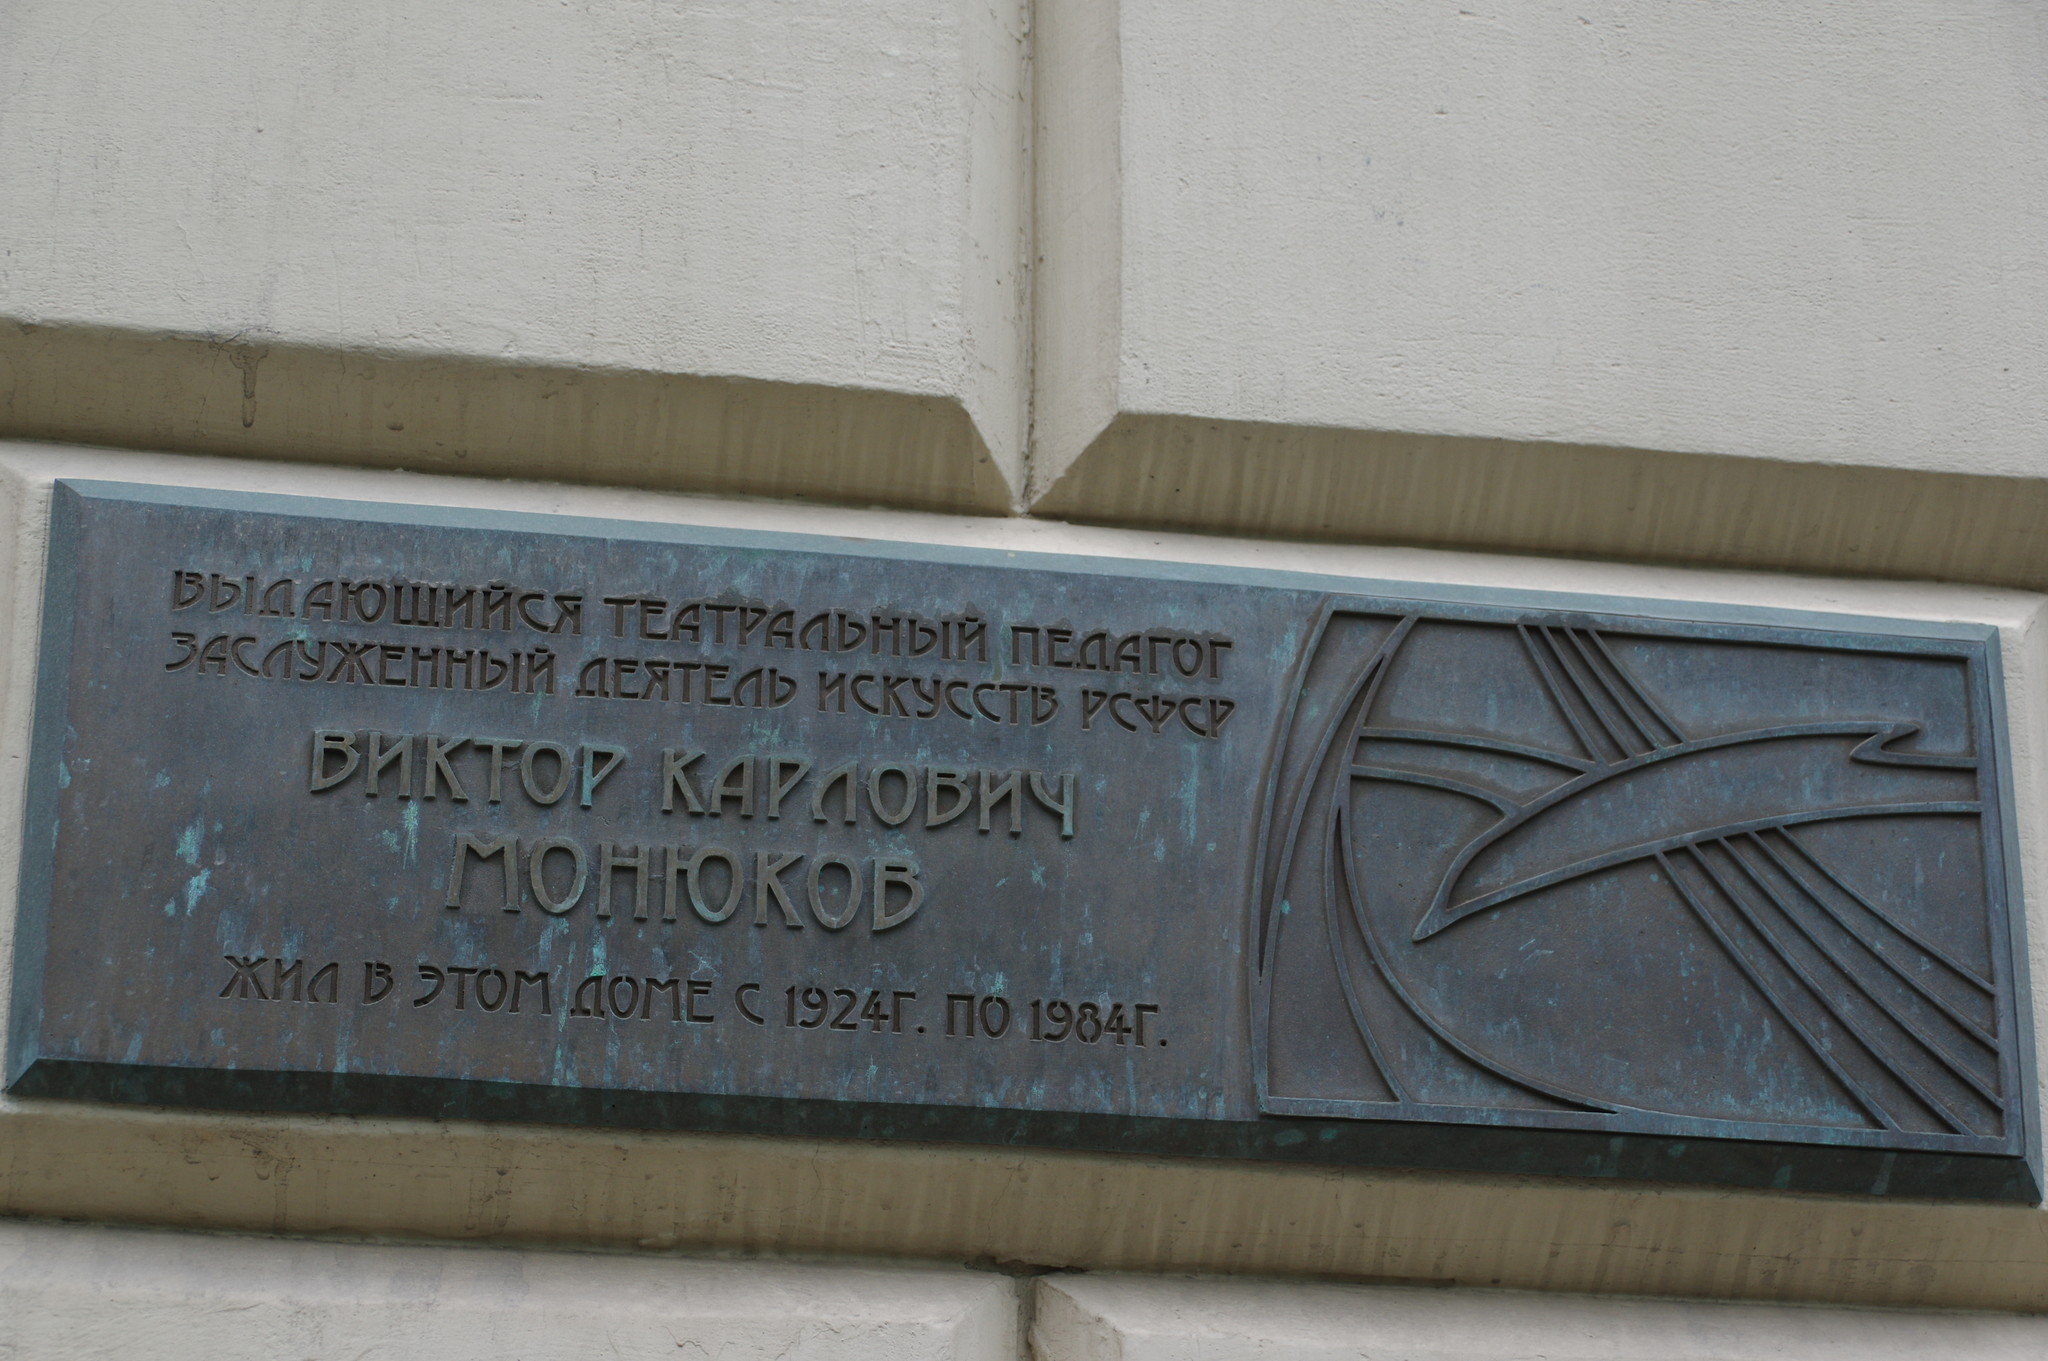 ВЫДАЮЩИЙСЯ ТЕАТРАЛЬНЫЙ ПЕДАГОГ
ЗАСЛУЖЕННЫЙ ДЕЯТЕЛЬ ИСКУССТВ РСФСР
ВИКТОР КАРЛОВИЧ
МОНЮКОВ
ЖИЛ В ЭТОМ ДОМЕ С 1924Г. ПО 1984Г.